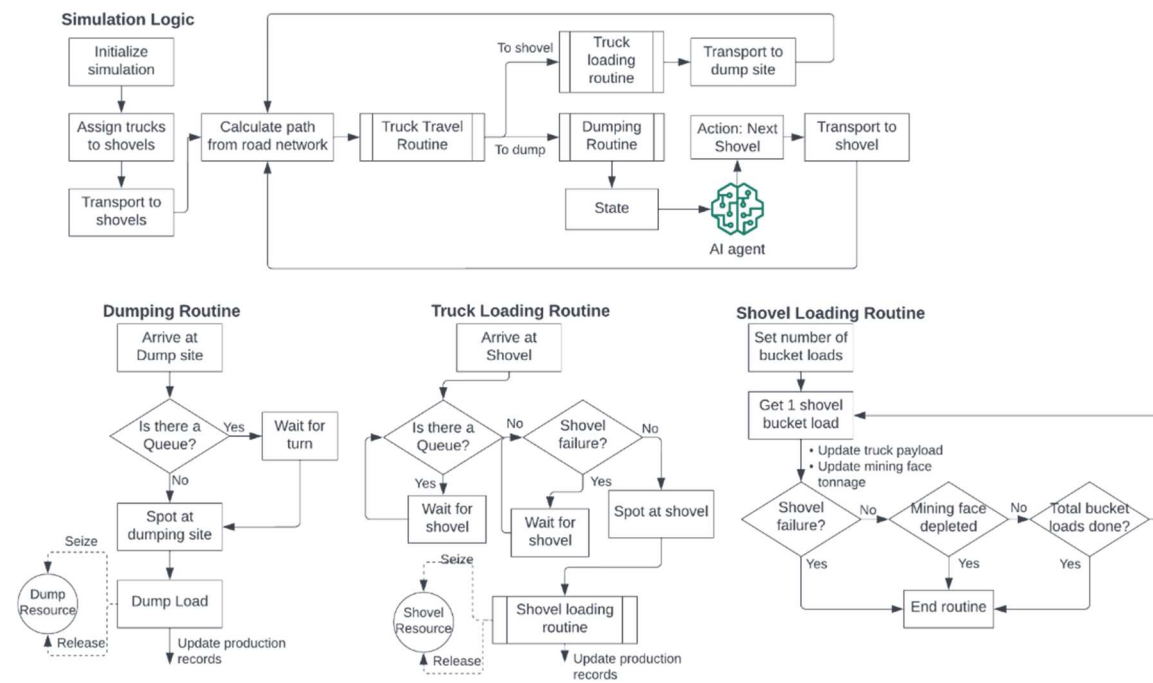 Simulation Logic
Initialize
simulation
Assign trucks
to shovels
Transport to
shovels
Calculate path
from road network
Truck Travel
Routine
To shovel
To dump
Truck
loading
routine
Transport to
dump site
Dumping
Routine
State
AI agent
Action: Next
Shovel
Transport to
shovel
Dumping Routine
Arrive at
Dump site
Is there a
Queue?
Yes
Wait for
turn
No
Spot at
dumping site
Seize
Dump
Resource
Dump Load
Release
Update production
records
Truck Loading Routine
Arrive at
Shovel
Is there a
Queue?
No
Shovel
failure?
No
Yes
Wait for
shovel
Yes
Wait for
shovel
Spot at shovel
Seize
Shovel
Resource
Shovel loading
routine
Release
Update production
records
Shovel Loading Routine
Set number of
bucket loads
Get 1 shovel
bucket load
• Update truck payload
• Update mining face
tonnage
Shovel
failure?
No
Mining face
depleted
No
Total bucket
loads done?
Yes
Yes
Yes
End routine